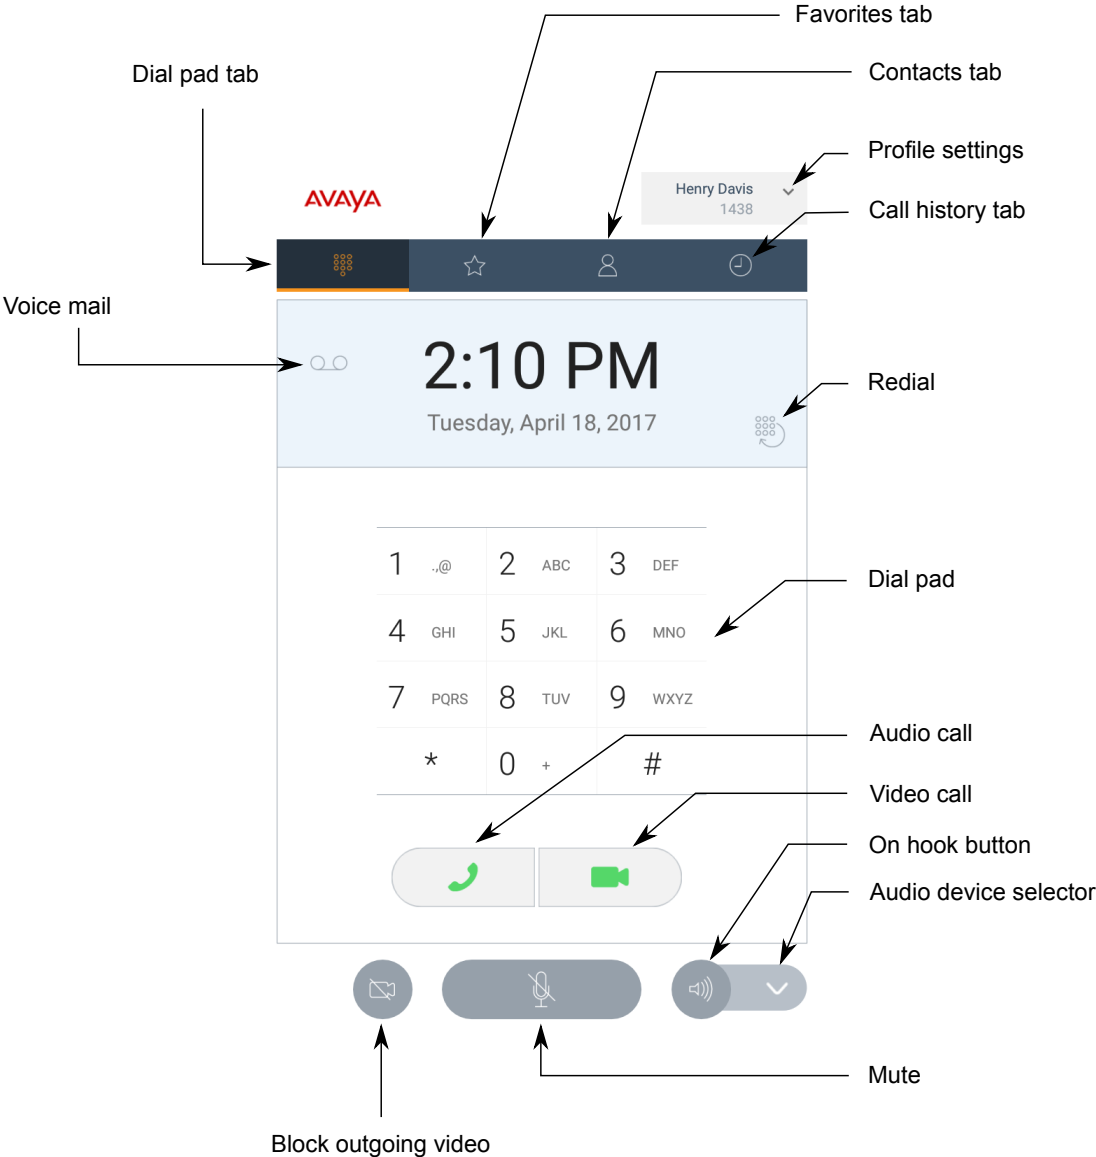 Favorites tab
Dial pad tab
Contacts tab
Profile settings
AVAYA
Henry Davis
1438
Call history tab
Voice mail
2:10 PM
Tuesday, April 18, 2017
Redial
1 .,@ 2 ABC 3 DEF
Dial pad
4 GHI 5 JKL 6 MNO
7 PQRS 8 TUV 9 WXYZ
* 0 + #
Audio call
Video call
On hook button
Audio device selector
Mute
Block outgoing video